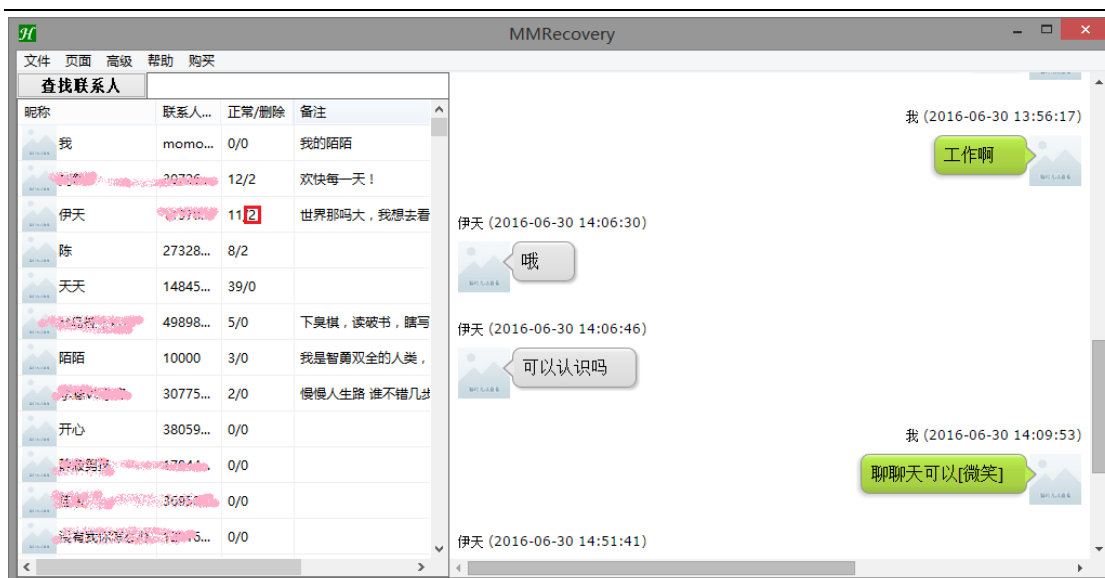 MMRecovery
文件 页面 高级 帮助 购买
查找联系人
昵称 联系人... 正常/删除 备注
我 momo... 0/0 我的陌陌
12/2 欢快每一天！
伊天 11/2 世界那吗大，我想去看
陈 27328... 8/2
天天 14845... 39/0
49898... 5/0 下臭棋，读破书，瞎写
陌陌 10000 3/0 我是智勇双全的人类，
30775... 2/0 慢慢人生路 谁不错几步
开心 38059... 0/0
0/0
0/0
0/0
我 (2016-06-30 13:56:17)
工作啊
伊天 (2016-06-30 14:06:30)
哦
伊天 (2016-06-30 14:06:46)
可以认识吗
我 (2016-06-30 14:09:53)
聊聊天可以[微笑]
伊天 (2016-06-30 14:51:41)